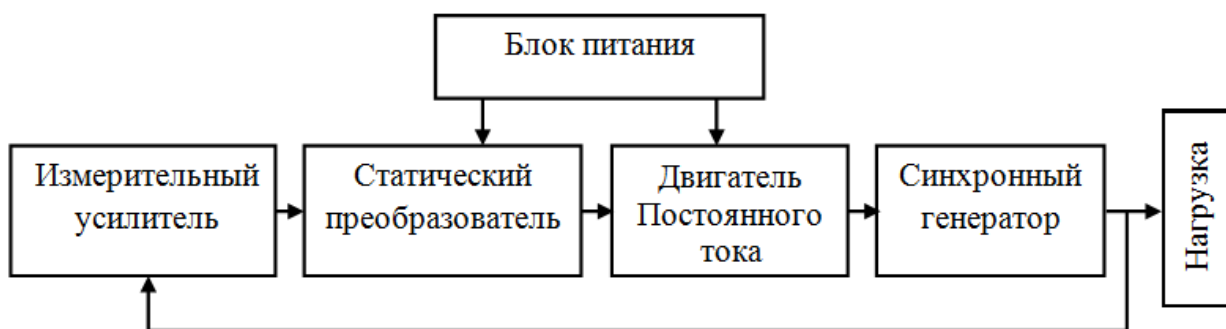 Блок питания
Измерительный
усилитель
Статический
преобразователь
Двигатель
Постоянного
тока
Синхронный
генератор
Нагрузка